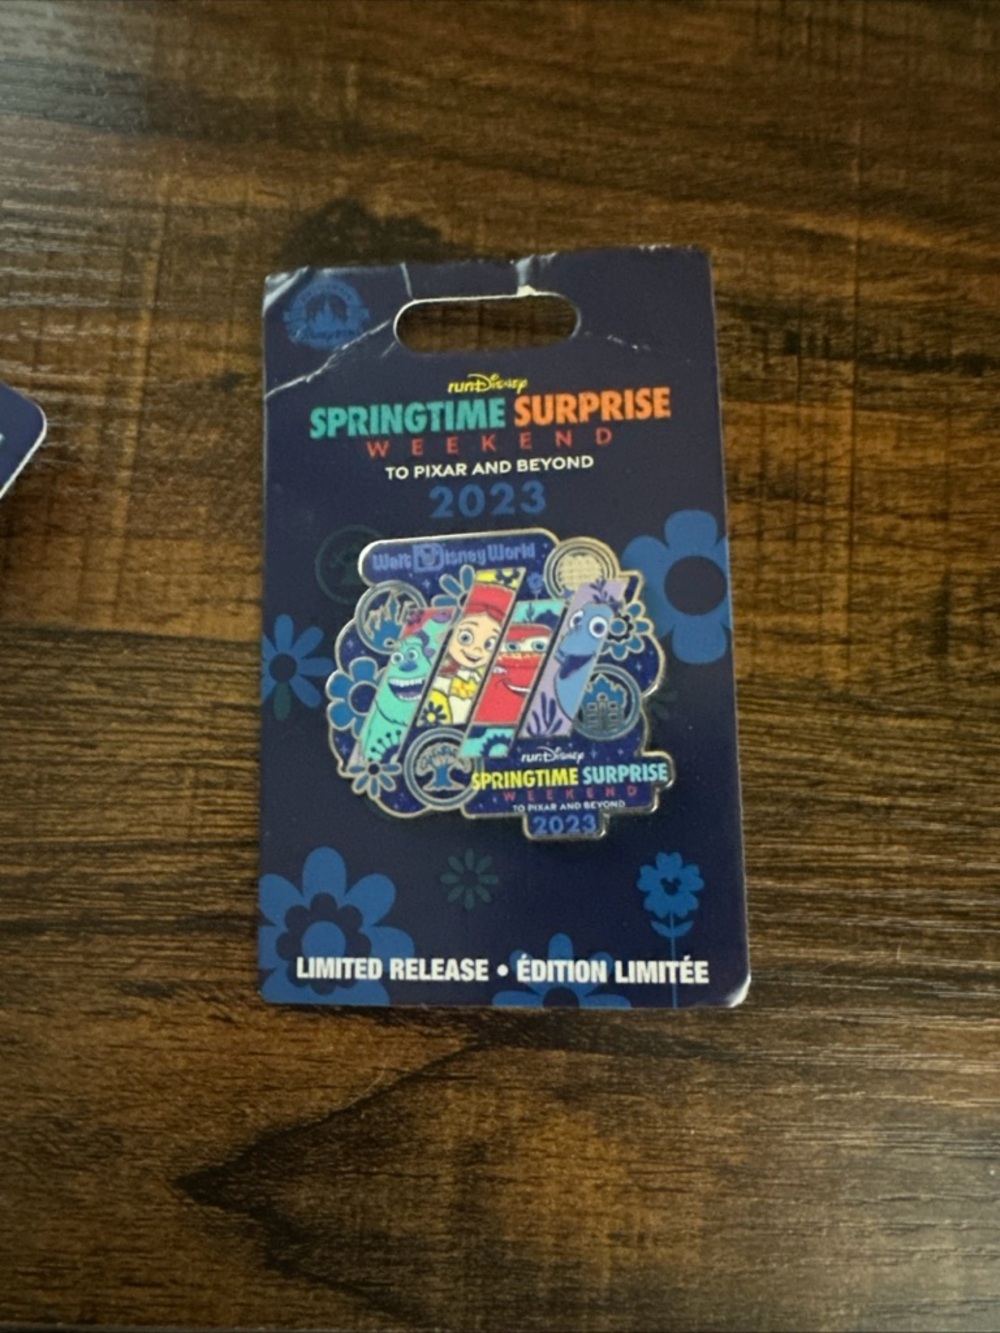 runDisney
SPRINGTIME SURPRISE
WEEKEND
TO PIXAR AND BEYOND
2023
Walt Disney World
runDisney
SPRINGTIME SURPRISE
WEEKEND
TO PIXAR AND BEYOND
2023
LIMITED RELEASE • ÉDITION LIMITÉE